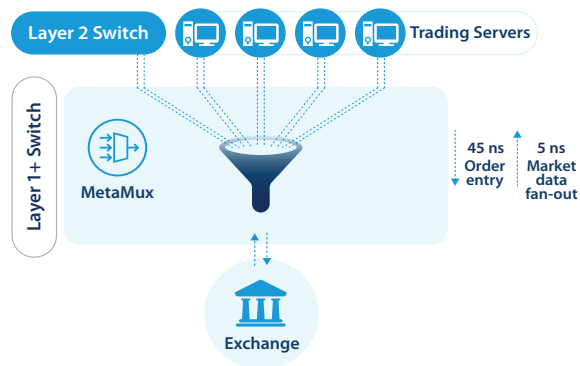 Layer 2 Switch
Trading Servers
Layer 1+ Switch
MetaMux
45 ns
Order
entry
5 ns
Market
data
fan-out
Exchange